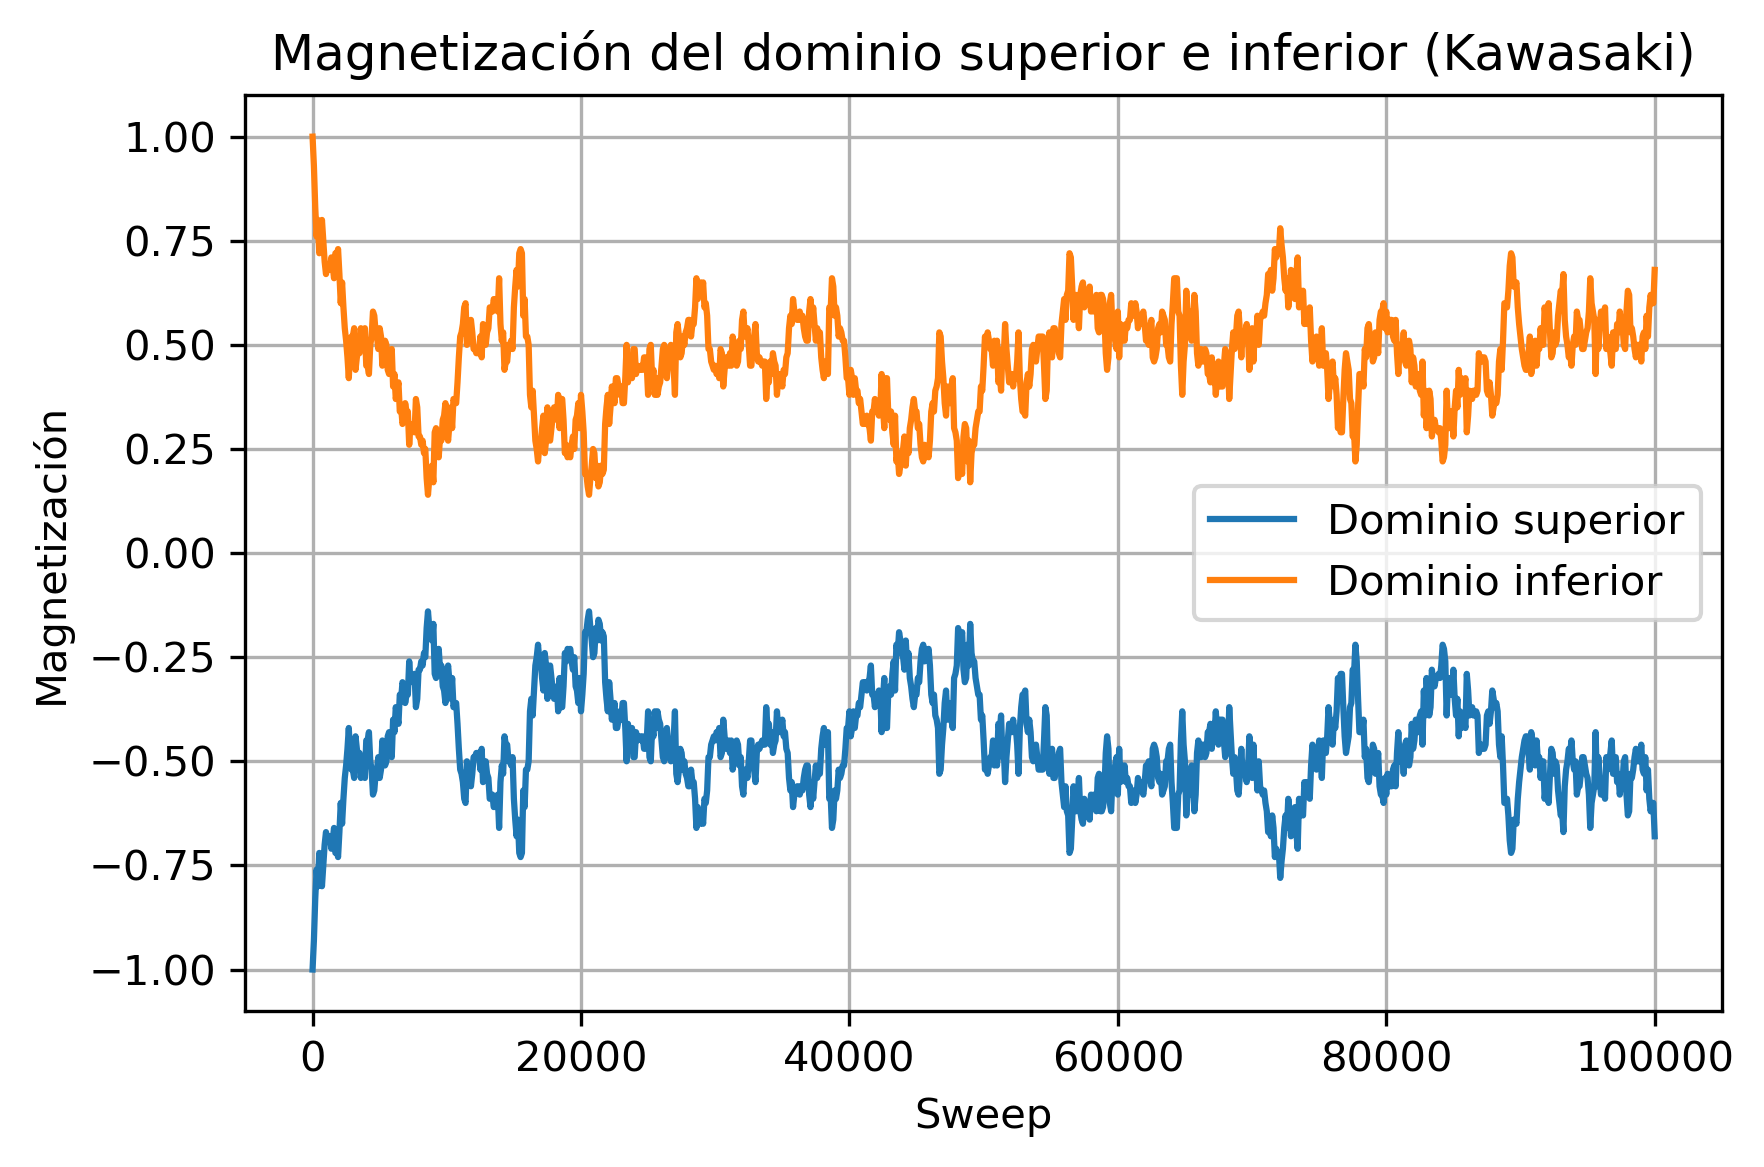 Magnetización del dominio superior e inferior (Kawasaki)
Magnetización
1.00
0.75
0.50
0.25
0.00
−0.25
−0.50
−0.75
−1.00
Dominio superior
Dominio inferior
0 20000 40000 60000 80000 100000
Sweep